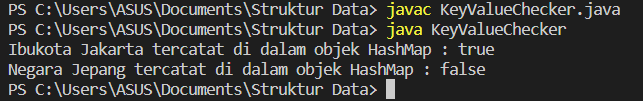 PS C:\Users\ASUS\Documents\Struktur Data> javac KeyValueChecker.java
PS C:\Users\ASUS\Documents\Struktur Data> java KeyValueChecker
Ibukota Jakarta tercatat di dalam objek HashMap : true
Negara Jepang tercatat di dalam objek HashMap : false
PS C:\Users\ASUS\Documents\Struktur Data>